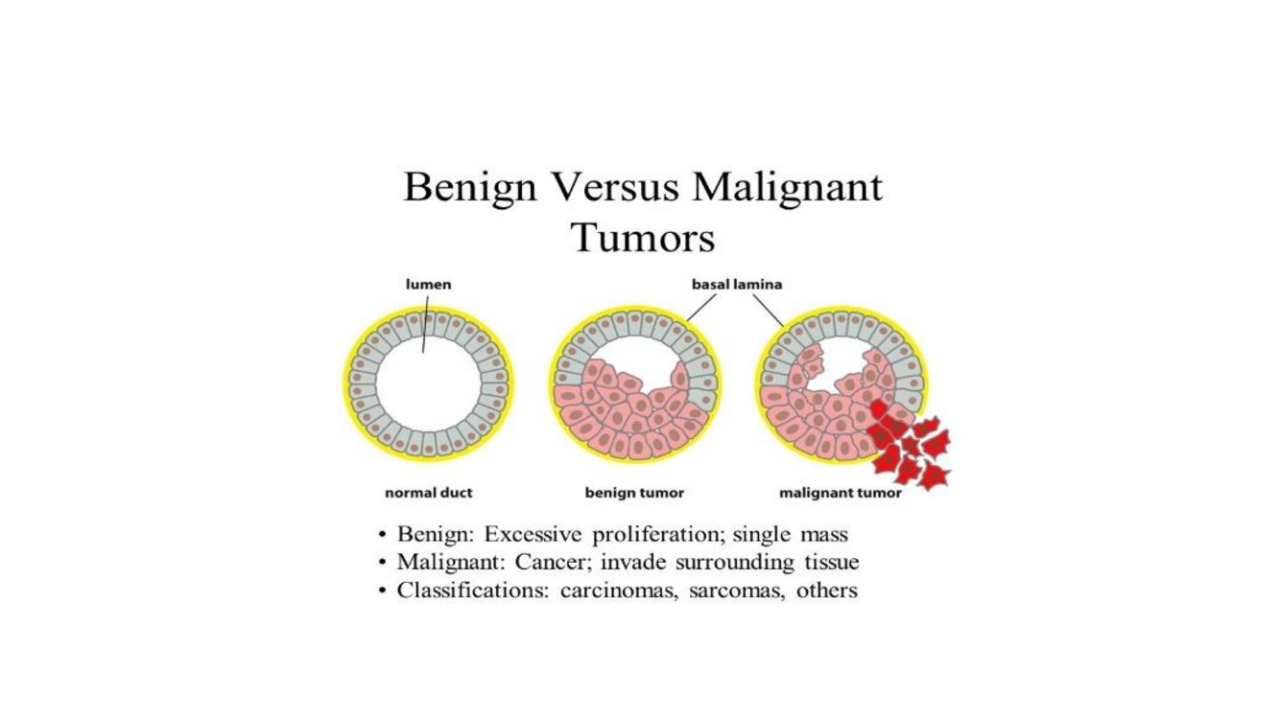 Benign Versus Malignant
Tumors
lumen
basal lamina
normal duct
benign tumor
malignant tumor
• Benign: Excessive proliferation; single mass
• Malignant: Cancer; invade surrounding tissue
• Classifications: carcinomas, sarcomas, others